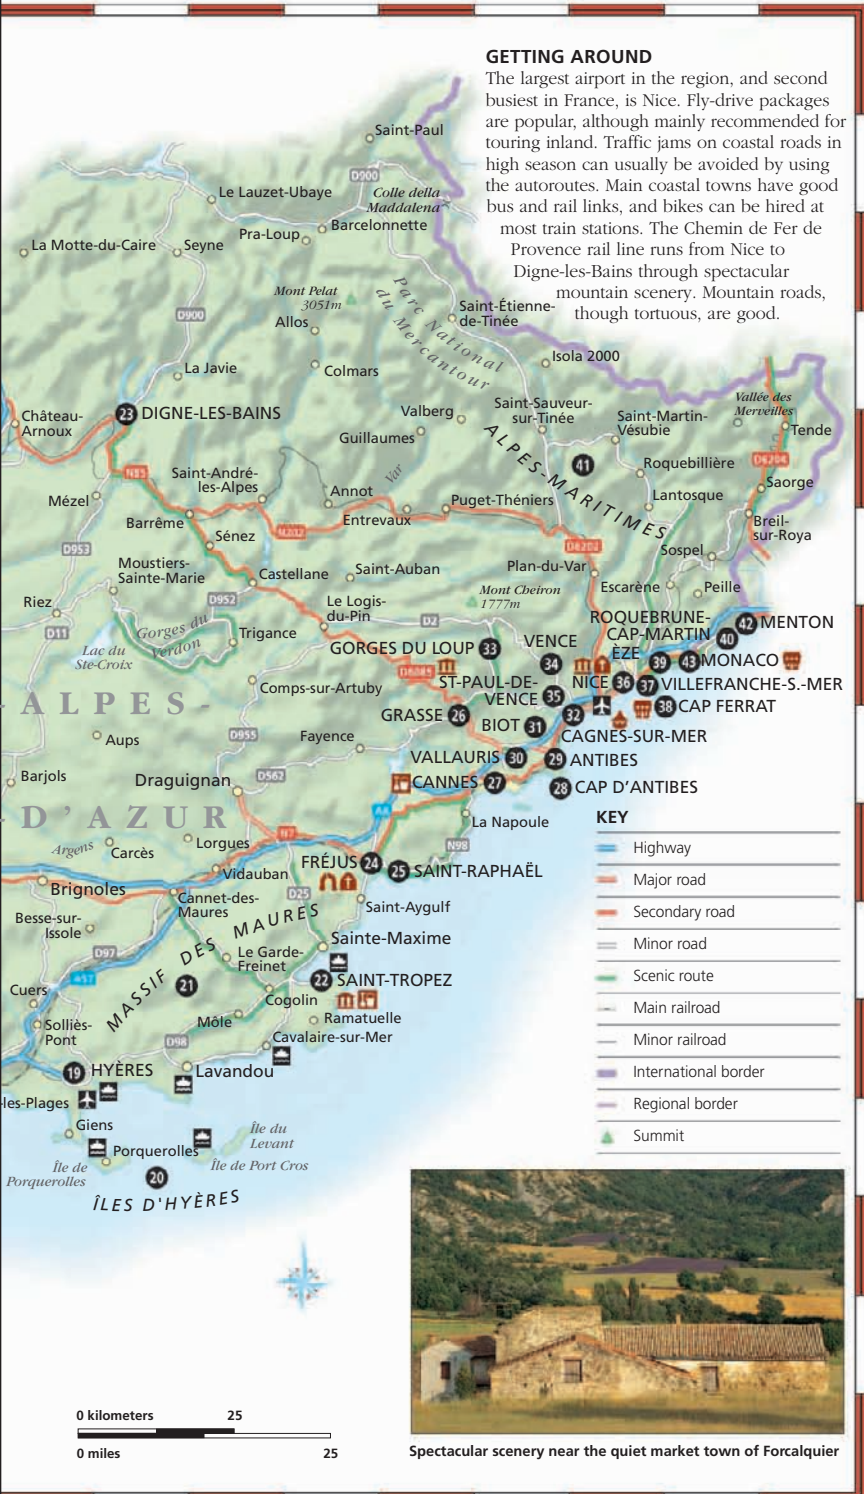 GETTING AROUND
The largest airport in the region, and second
busiest in France, is Nice. Fly-drive packages
are popular, although mainly recommended for
touring inland. Traffic jams on coastal roads in
high season can usually be avoided by using
the autoroutes. Main coastal towns have good
bus and rail links, and bikes can be hired at
most train stations. The Chemin de Fer de
Provence rail line runs from Nice to
Digne-les-Bains through spectacular
mountain scenery. Mountain roads,
though tortuous, are good.
Saint-Paul
D900
Le Lauzet-Ubaye
Colle della
Maddalena
Barcelonnette
Pra-Loup
La Motte-du-Caire
Seyne
Mont Pelat
3051m
Parc National
du Mercantour
Saint-Étienne-
de-Tinée
D900
Allos
Isola 2000
La Javie
Colmars
Château-
Arnoux
23 DIGNE-LES-BAINS
Valberg
Saint-Sauveur-
sur-Tinée
Vallée des
Merveilles
Saint-Martin-
Vésubie
Tende
Guillaumes
ALPES-MARITIMES
41
Roquebillière
D6204
N85
Saint-André-
les-Alpes
Var
Annot
Puget-Théniers
Lantosque
Saorge
Mézel
Barrême
Entrevaux
Breil-
sur-Roya
N202
Sénez
D6202
Sospel
D953
Moustiers-
Sainte-Marie
Castellane
Saint-Auban
Plan-du-Var
Escarène
Peille
Mont Cheiron
1777m
Riez
D952
Le Logis-
du-Pin
D2
D11
Gorges du
Verdon
Trigance
Lac du
Ste-Croix
GORGES DU LOUP 33
VENCE
34
ROQUEBRUNE-
CAP-MARTIN
40
42 MENTON
ÈZE
39
43 MONACO
D6085
ST-PAUL-DE-
VENCE 35
NICE 36
37 VILLEFRANCHE-S.-MER
Comps-sur-Artuby
38 CAP FERRAT
- ALPES -
GRASSE 26
BIOT 31
32
CAGNES-SUR-MER
Aups
D955
Fayence
VALLAURIS 30
29 ANTIBES
Barjols
Draguignan
D562
CANNES 27
28 CAP D'ANTIBES
- D'AZUR
A8
La Napoule
N7
Argens
Carcès
Lorgues
N98
Vidauban
FRÉJUS 24
25 SAINT-RAPHAËL
Brignoles
Cannet-des-
Maures
D25
Saint-Aygulf
Besse-sur-
Issole
MASSIF DES MAURES
Sainte-Maxime
D97
Le Garde-
Freinet
A57
21
22 SAINT-TROPEZ
Cuers
Cogolin
Solliès-
Pont
Môle
Ramatuelle
D98
Cavalaire-sur-Mer
19 HYÈRES
Lavandou
-les-Plages
Giens
Île du
Levant
Porquerolles
Île de
Porquerolles
Île de Port Cros
20
ÎLES D'HYÈRES
KEY
Highway
Major road
Secondary road
Minor road
Scenic route
Main railroad
Minor railroad
International border
Regional border
Summit
0 kilometers 25
0 miles 25
Spectacular scenery near the quiet market town of Forcalquier